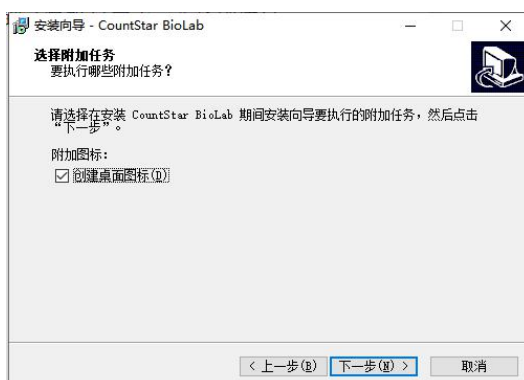 安装向导 - CountStar BioLab
选择附加任务
要执行哪些附加任务？
请选择在安装 CountStar BioLab 期间安装向导要执行的附加任务，然后点击
“下一步”。
附加图标：
创建桌面图标(D)
< 上一步(B)
下一步(N) >
取消